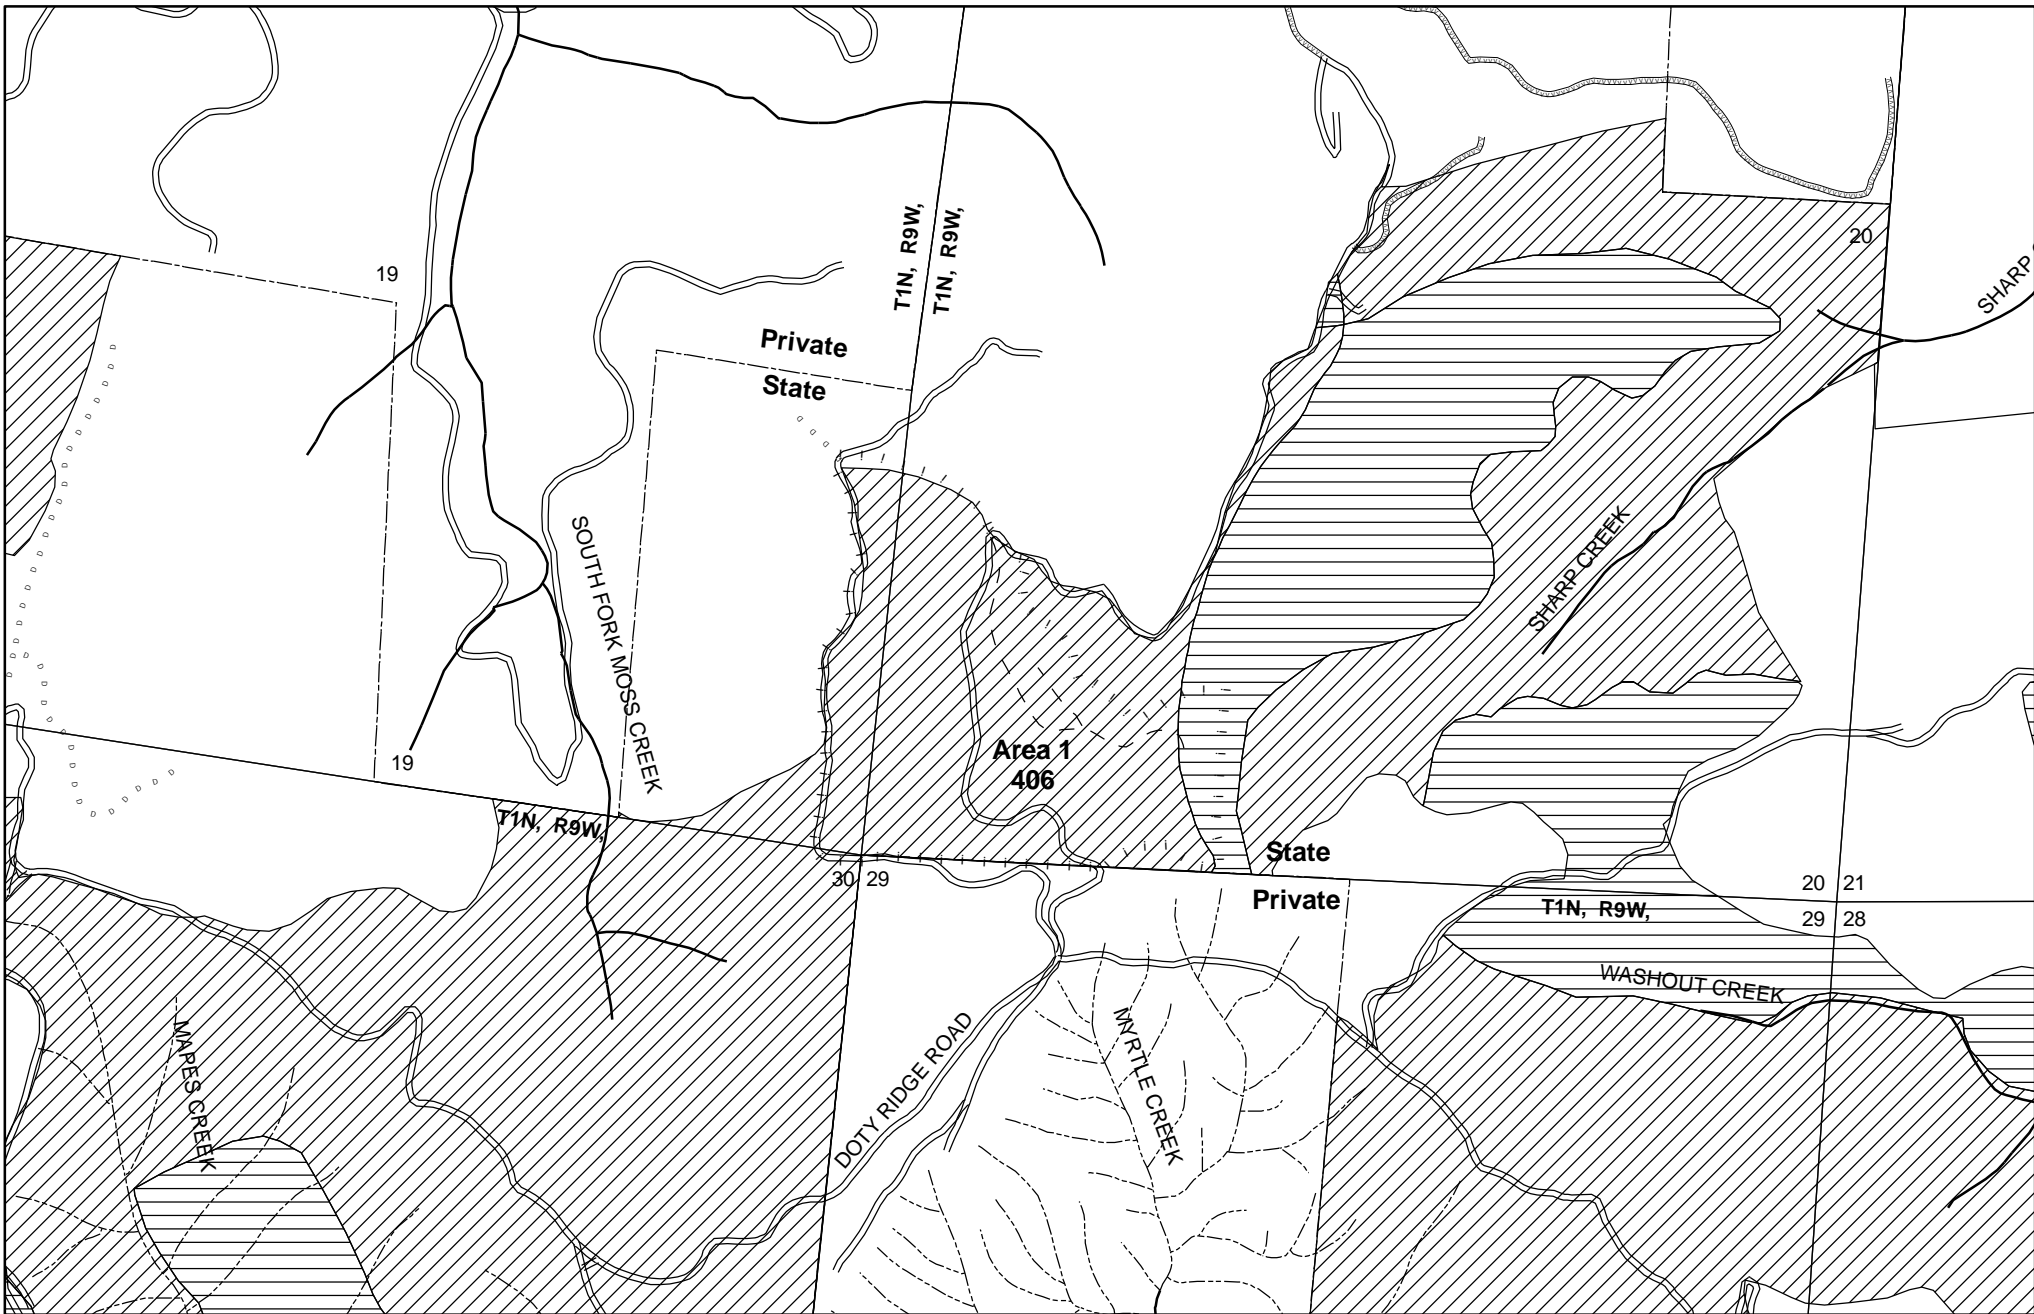 19
20
SHARP
T1N, R9W,
T1N, R9W,
Private
State
SOUTH FORK MOSS CREEK
SHARP CREEK
Area 1
406
19
T1N, R9W,
State
Private
30 29
20 21
29 28
T1N, R9W,
WASHOUT CREEK
MAPES CREEK
DOTY RIDGE ROAD
MYRTLE CREEK